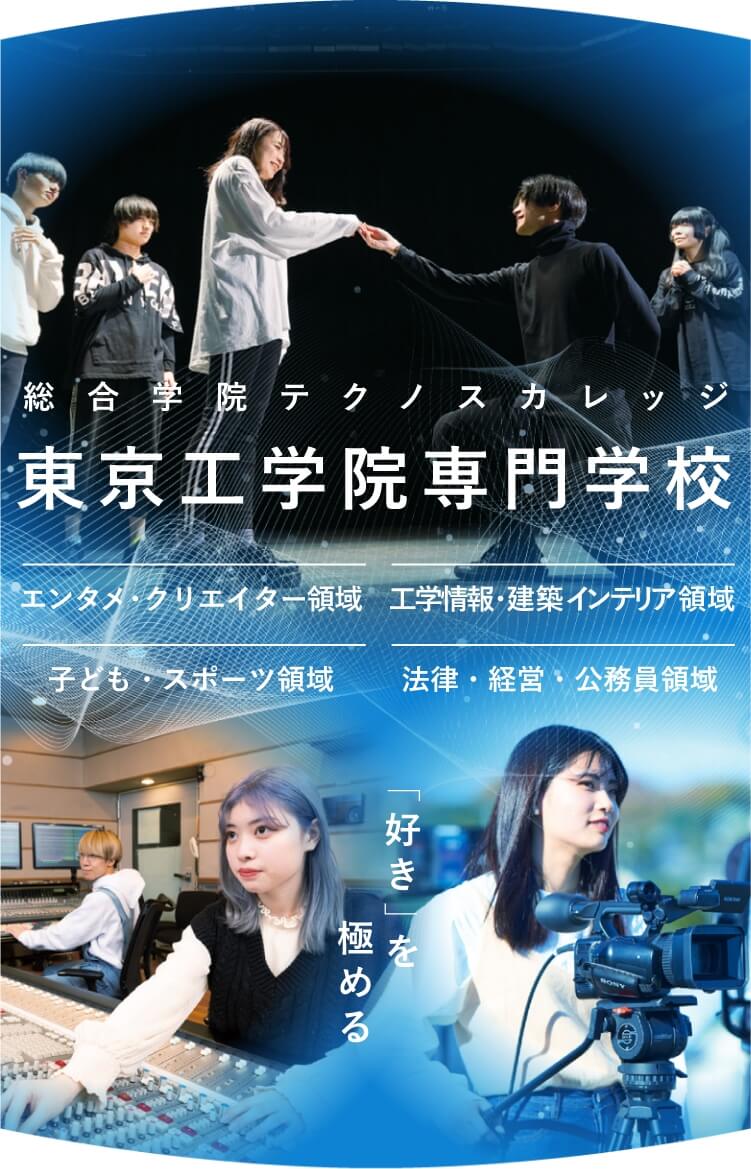 総合学院テクノスカレッジ
東京工学院専門学校
エンタメ・クリエイター領域
工学情報・建築インテリア領域
子ども・スポーツ領域
法律・経営・公務員領域
「好き」を
極める
SONY